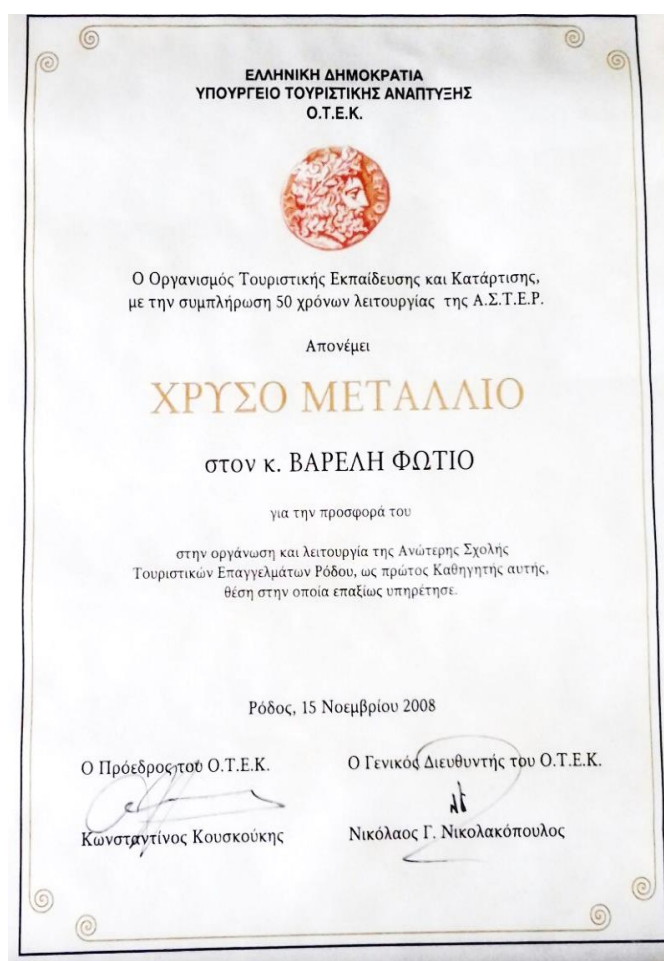 ΕΛΛΗΝΙΚΗ ΔΗΜΟΚΡΑΤΙΑ
ΥΠΟΥΡΓΕΙΟ ΤΟΥΡΙΣΤΙΚΗΣ ΑΝΑΠΤΥΞΗΣ
Ο.Τ.Ε.Κ.
Ο Οργανισμός Τουριστικής Εκπαίδευσης και Κατάρτισης,
με την συμπλήρωση 50 χρόνων λειτουργίας της Α.Σ.Τ.Ε.Ρ.
Απονέμει
ΧΡΥΣΟ ΜΕΤΑΛΛΙΟ
στον κ. ΒΑΡΕΛΗ ΦΩΤΙΟ
για την προσφορά του
στην οργάνωση και λειτουργία της Ανώτερης Σχολής
Τουριστικών Επαγγελμάτων Ρόδου, ως πρώτος Καθηγητής αυτής,
θέση στην οποία επαξίως υπηρέτησε.
Ρόδος, 15 Νοεμβρίου 2008
Ο Πρόεδρος του Ο.Τ.Ε.Κ. Ο Γενικός Διευθυντής του Ο.Τ.Ε.Κ.
Κωνσταντίνος Κουσκούκης Νικόλαος Γ. Νικολακόπουλος